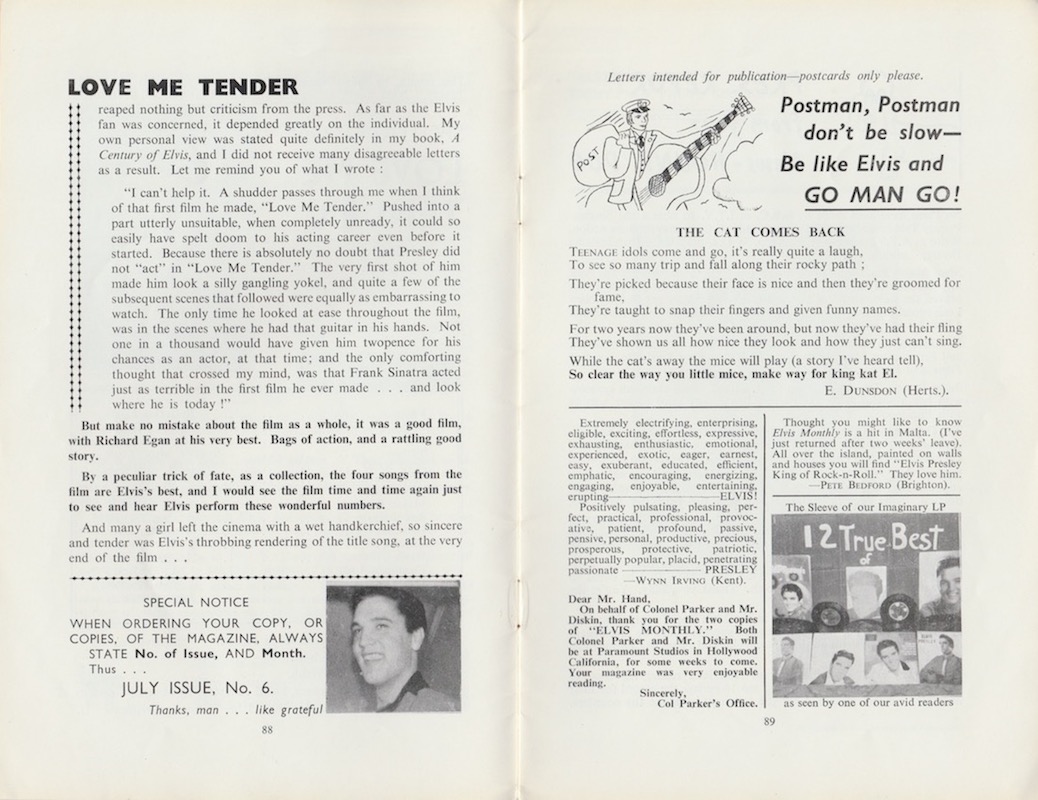 LOVE ME TENDER
reaped nothing but criticism from the press. As far as the Elvis
fan was concerned, it depended greatly on the individual. My
own personal view was stated quite definitely in my book, A
Century of Elvis, and I did not receive many disagreeable letters
as a result. Let me remind you of what I wrote :
"I can't help it. A shudder passes through me when I think
of that first film he made, "Love Me Tender." Pushed into a
part utterly unsuitable, when completely unready, it could so
easily have spelt doom to his acting career even before it
started. Because there is absolutely no doubt that Presley did
not "act" in "Love Me Tender." The very first shot of him
made him look a silly gangling yokel, and quite a few of the
subsequent scenes that followed were equally as embarrassing to
watch. The only time he looked at ease throughout the film,
was in the scenes where he had that guitar in his hands. Not
one in a thousand would have given him twopence for his
chances as an actor, at that time; and the only comforting
thought that crossed my mind, was that Frank Sinatra acted
just as terrible in the first film he ever made . . . and look
where he is today !"
But make no mistake about the film as a whole, it was a good film,
with Richard Egan at his very best. Bags of action, and a rattling good
story.
By a peculiar trick of fate, as a collection, the four songs from the
film are Elvis's best, and I would see the film time and time again just
to see and hear Elvis perform these wonderful numbers.
And many a girl left the cinema with a wet handkerchief, so sincere
and tender was Elvis's throbbing rendering of the title song, at the very
end of the film . . .
SPECIAL NOTICE
WHEN ORDERING YOUR COPY, OR
COPIES, OF THE MAGAZINE, ALWAYS
STATE No. of Issue, AND Month.
Thus . . .
JULY ISSUE, No. 6.
Thanks, man . . . like grateful
88
Letters intended for publication—postcards only please.
POST
Postman, Postman
don't be slow—
Be like Elvis and
GO MAN GO!
THE CAT COMES BACK
TEENAGE idols come and go, it's really quite a laugh,
To see so many trip and fall along their rocky path ;
They're picked because their face is nice and then they're groomed for
fame,
They're taught to snap their fingers and given funny names.
For two years now they've been around, but now they've had their fling
They've shown us all how nice they look and how they just can't sing.
While the cat's away the mice will play (a story I've heard tell),
So clear the way you little mice, make way for king kat El.
E. DUNSDON (Herts.).
Extremely electrifying, enterprising,
eligible, exciting, effortless, expressive,
exhausting, enthusiastic, emotional,
experienced, exotic, eager, earnest,
easy, exuberant, educated, efficient,
emphatic, encouraging, energizing,
engaging, enjoyable, entertaining,
erupting—ELVIS!
Positively pulsating, pleasing, per-
fect, practical, professional, provoc-
ative, patient, profound, passive,
pensive, personal, productive, precious,
prosperous, protective, patriotic,
perpetually popular, placid, penetrating
passionate — PRESLEY
—WYNN IRVING (Kent).
Dear Mr. Hand,
On behalf of Colonel Parker and Mr.
Diskin, thank you for the two copies
of "ELVIS MONTHLY." Both
Colonel Parker and Mr. Diskin will
be at Paramount Studios in Hollywood
California, for some weeks to come.
Your magazine was very enjoyable
reading.
Sincerely,
Col Parker's Office.
Thought you might like to know
Elvis Monthly is a hit in Malta. (I've
just returned after two weeks' leave).
All over the island, painted on walls
and houses you will find "Elvis Presley
King of Rock-n-Roll." They love him.
—PETE BEDFORD (Brighton).
The Sleeve of our Imaginary LP
12 True Best
of
as seen by one of our avid readers
89